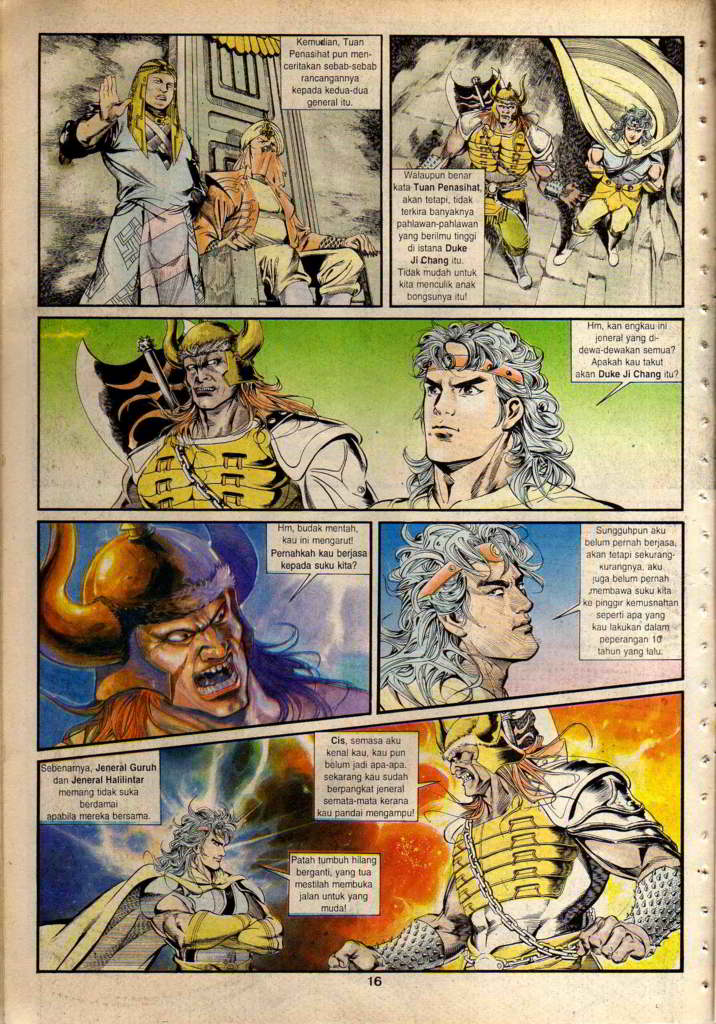 Kemudian, Tuan
Penasihat pun men-
ceritakan sebab-sebab
rancangannya
kepada kedua-dua
general itu.
Walaupun benar
kata Tuan Penasihat,
akan tetapi, tidak
terkira banyaknya
pahlawan-pahlawan
yang berilmu tinggi
di istana Duke
Ji Chang itu.
Tidak mudah untuk
kita menculik anak
bongsunya itu!
Hm, kan engkau ini
jeneral yang di-
dewa-dewakan semua?
Apakah kau takut
akan Duke Ji Chang itu?
Hm, budak mentah,
kau ini mengarut!
Pernahkah kau berjasa
kepada suku kita?
Sungguhpun aku
belum pernah berjasa,
akan tetapi sekurang-
kurangnya, aku
juga belum pernah
membawa suku kita
ke pinggir kemusnahan
seperti apa yang
kau lakukan dalam
peperangan 10
tahun yang lalu.
Sebenarnya, Jeneral Guruh
dan Jeneral Halilintar
memang tidak suka
berdamai
apabila mereka bersama.
Cis, semasa aku
kenal kau, kau pun
belum jadi apa-apa.
sekarang kau sudah
berpangkat jeneral
semata-mata kerana
kau pandai mengampu!
Patah tumbuh hilang
berganti, yang tua
mestilah membuka
jalan untuk yang
muda!
16